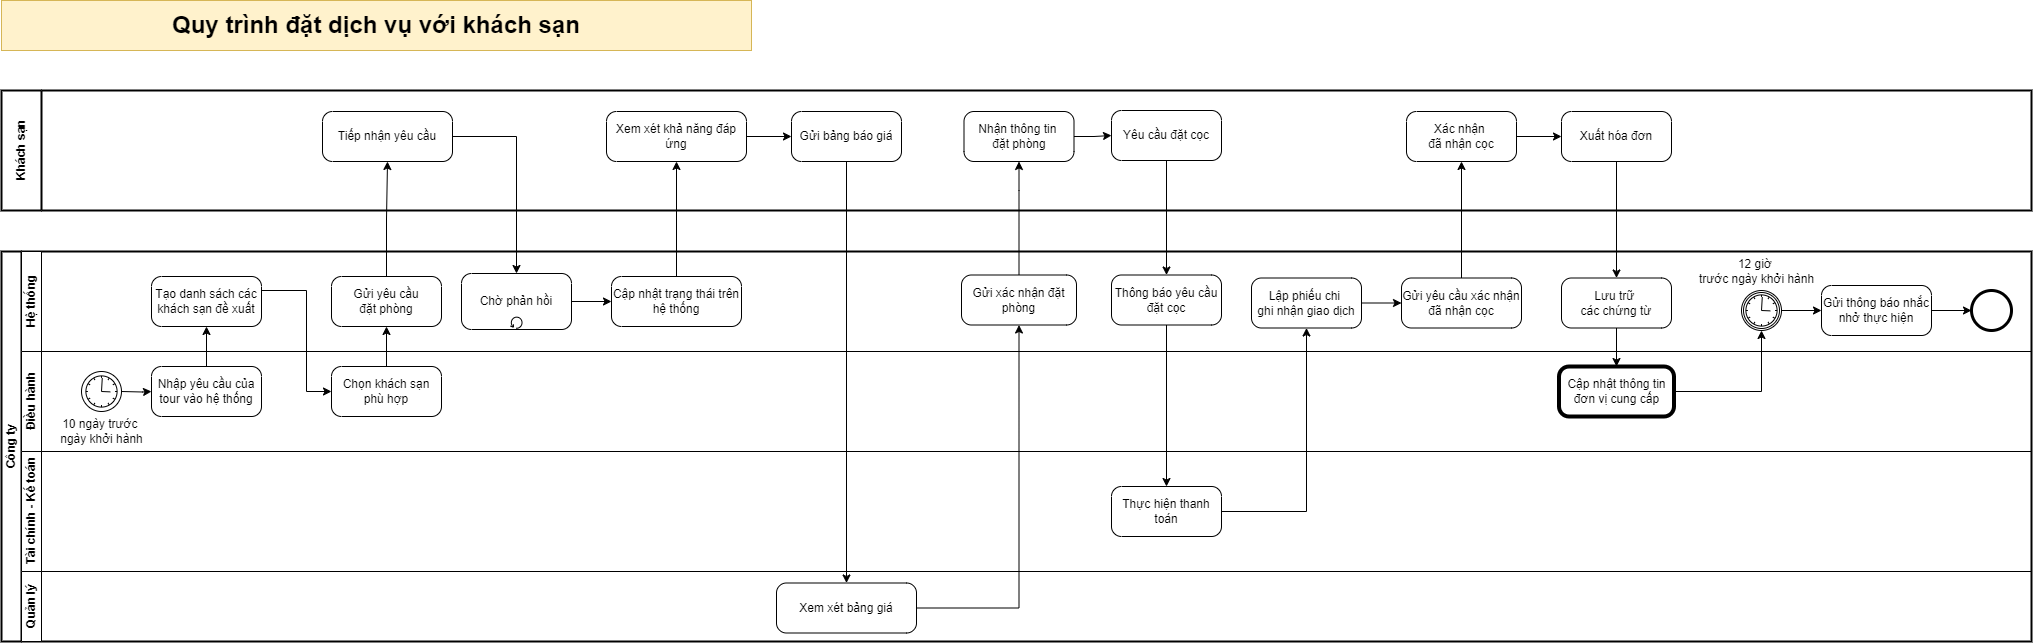 Quy trình đặt dịch vụ với khách sạn
Khách sạn
Tiếp nhận yêu cầu
Xem xét khả năng đáp
ứng
Gửi bảng báo giá
Nhận thông tin
đặt phòng
Yêu cầu đặt cọc
Xác nhận
đã nhận cọc
Xuất hóa đơn
Công ty
Hệ thống
Tạo danh sách các
khách sạn đề xuất
Gửi yêu cầu
đặt phòng
Chờ phản hồi
Cập nhật trạng thái trên
hệ thống
Gửi xác nhận đặt
phòng
Thông báo yêu cầu
đặt cọc
Lập phiếu chi
ghi nhận giao dịch
Gửi yêu cầu xác nhận
đã nhận cọc
Lưu trữ
các chứng từ
12 giờ
trước ngày khởi hành
Gửi thông báo nhắc
nhở thực hiện
Điều hành
10 ngày trước
ngày khởi hành
Nhập yêu cầu của
tour vào hệ thống
Chọn khách sạn
phù hợp
Cập nhật thông tin
đơn vị cung cấp
Tài chính - Kế toán
Thực hiện thanh
toán
Quản lý
Xem xét bảng giá